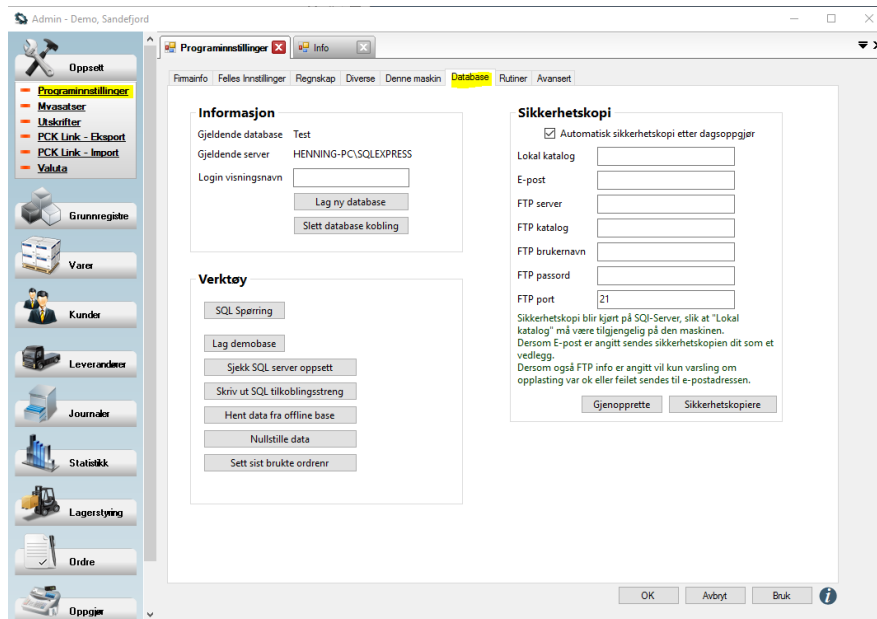 Admin - Demo, Sandefjord
Oppsett
Programinnstillinger
Mvasatser
Utskrifter
PCK Link - Eksport
PCK Link - Import
Valuta
Grunnregistre
Varer
Kunder
Leverandører
Journaler
Statistikk
Lagerstyring
Ordre
Oppgjør
Programinnstillinger
Info
Firmainfo Felles Innstillinger Regnskap Diverse Denne maskin Database Rutiner Avansert
Informasjon
Gjeldende database Test
Gjeldende server HENNING-PC\SQLEXPRESS
Login visningsnavn
Lag ny database
Slett database kobling
Verktøy
SQL Spørring
Lag demobase
Sjekk SQL server oppsett
Skriv ut SQL tilkoblingsstreng
Hent data fra offline base
Nullstille data
Sett sist brukte ordrenr
Sikkerhetskopi
Automatisk sikkerhetskopi etter dagsoppgjør
Lokal katalog
E-post
FTP server
FTP katalog
FTP brukernavn
FTP passord
FTP port 21
Sikkerhetskopi blir kjørt på SQl-Server, slik at "Lokal
katalog" må være tilgjengelig på den maskinen.
Dersom E-post er angitt sendes sikkerhetskopien dit som et
vedlegg.
Dersom også FTP info er angitt vil kun varsling om
opplasting var ok eller feilet sendes til e-postadressen.
Gjenopprette Sikkerhetskopiere
OK Avbryt Bruk